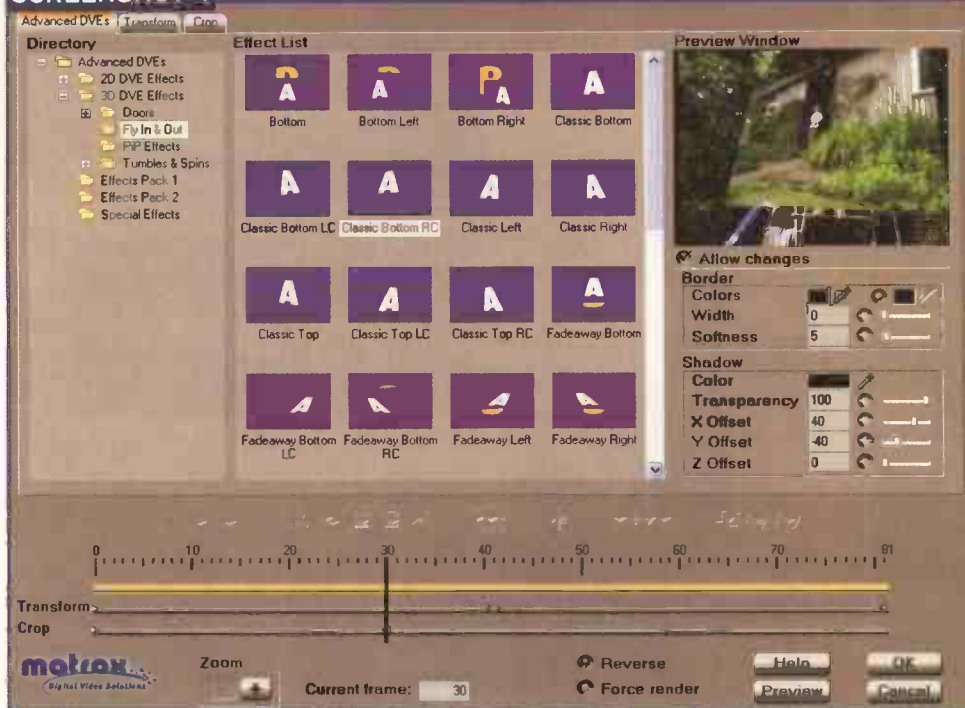 Advanced DVEs Transform Crop
Directory
Advanced DVEs
2D DVE Effects
3D DVE Effects
Doors
Fly In & Out
PiP Effects
Tumbles & Spins
Effects Pack 1
Effects Pack 2
Special Effects
Effect List
Bottom Bottom Left Bottom Right Classic Bottom
Classic Bottom LC Classic Bottom RC Classic Left Classic Right
Classic Top Classic Top LC Classic Top RC Fadeaway Bottom
Fadeaway Bottom LC Fadeaway Bottom RC Fadeaway Left Fadeaway Right
Preview Window
Allow changes
Border
Colors
Width 0
Softness 5
Shadow
Color
Transparency 100
X Offset 40
Y Offset -40
Z Offset 0
0 10 20 30 40 50 60 70 81
Transform
Crop
matrox
Digital Video Solutions
Zoom
Current frame: 30
Reverse
Force render
Help OK
Preview Cancel